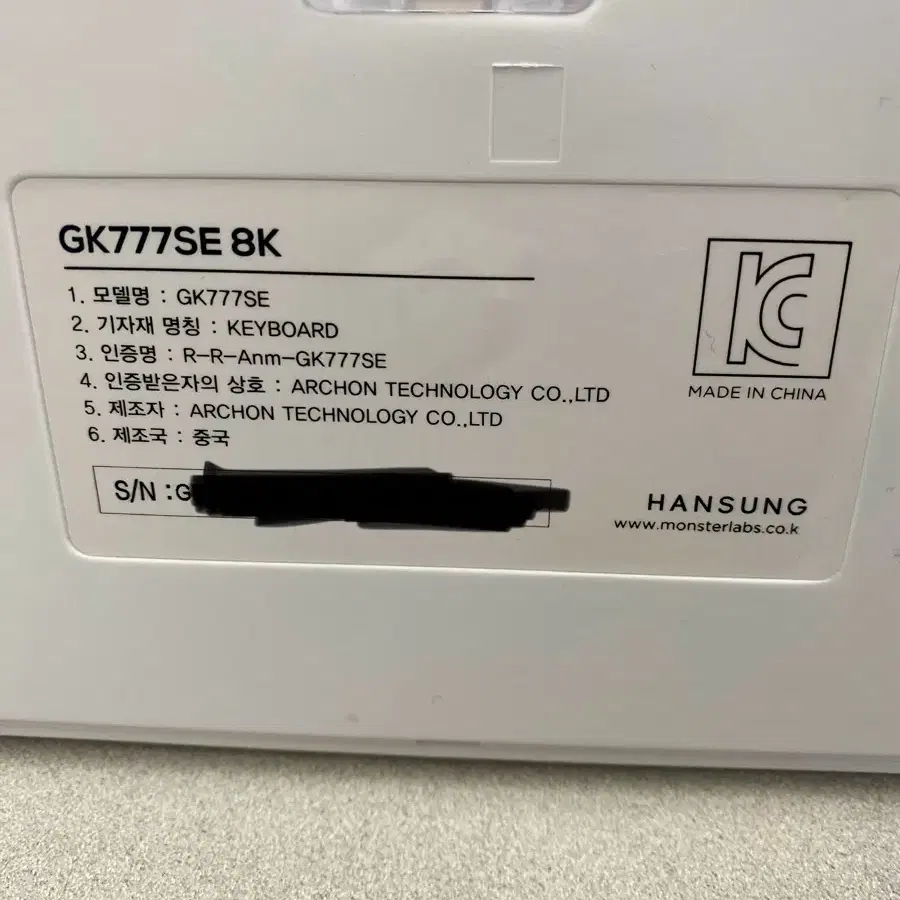 GK777SE 8K
1. 모델명 : GK777SE
2. 기자재 명칭 : KEYBOARD
3. 인증명 : R-R-Anm-GK777SE
4. 인증받은자의 상호 : ARCHON TECHNOLOGY CO.,LTD
5. 제조자 : ARCHON TECHNOLOGY CO.,LTD
6. 제조국 : 중국
S/N :G
KC
MADE IN CHINA
HANSUNG
www.monsterlabs.co.k